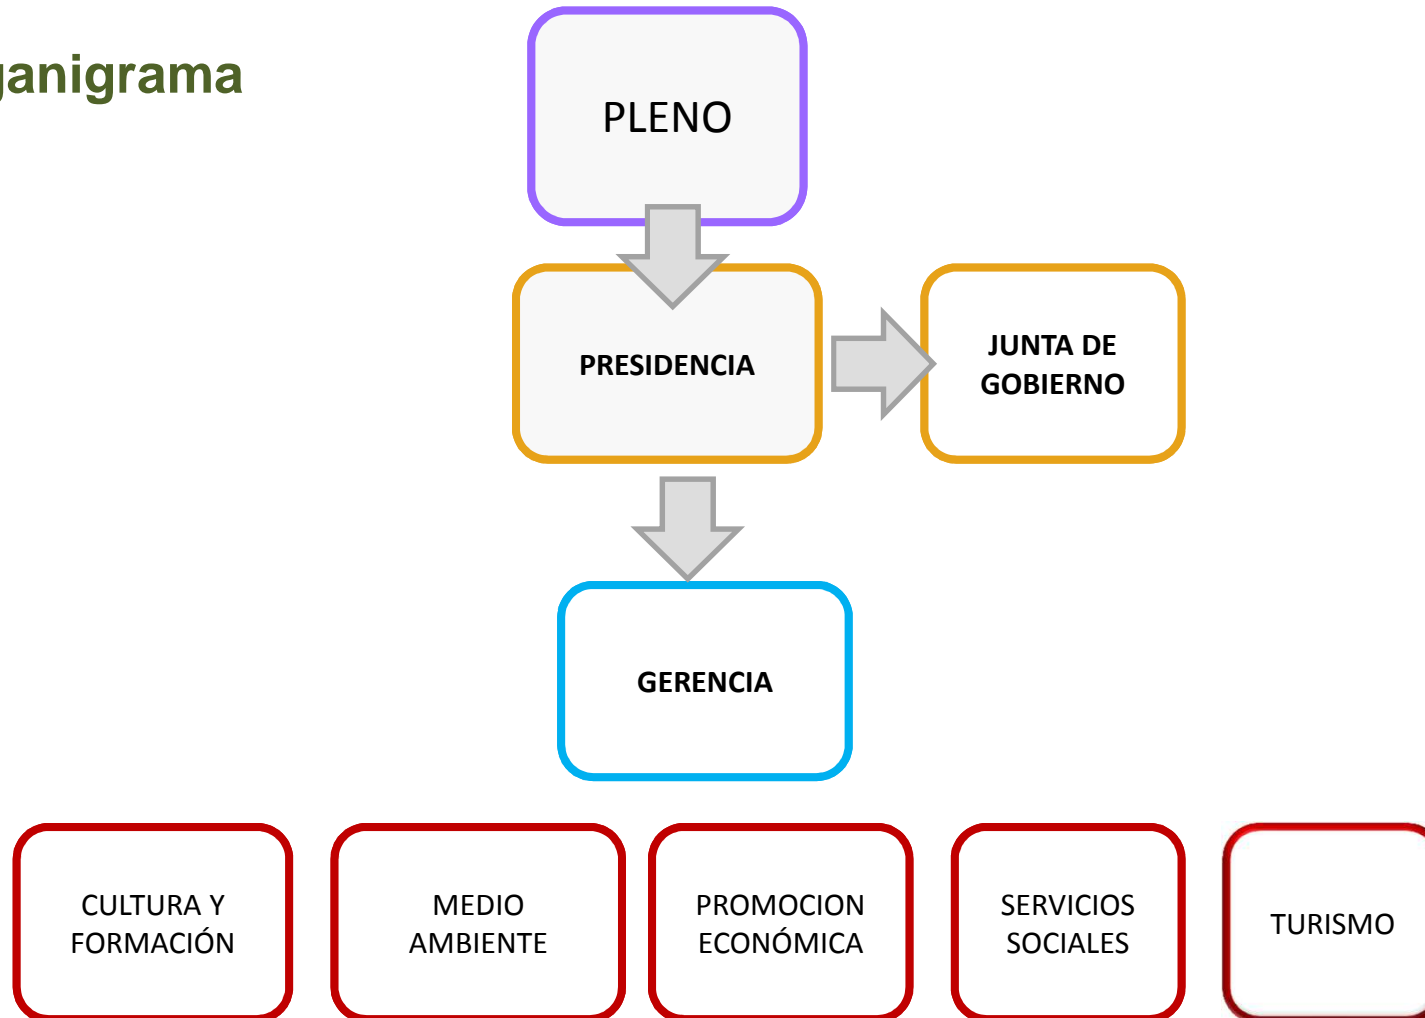 ganigrama
PLENO
PRESIDENCIA
JUNTA DE
GOBIERNO
GERENCIA
CULTURA Y
FORMACIÓN
MEDIO
AMBIENTE
PROMOCION
ECONÓMICA
SERVICIOS
SOCIALES
TURISMO